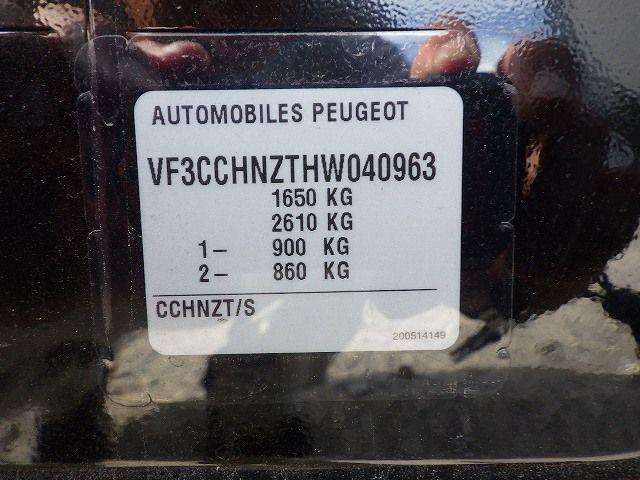 AUTOMOBILES PEUGEOT
VF3CCHNZTHW040963
1650 KG
2610 KG
1– 900 KG
2– 860 KG
CCHNZT/S
200514149